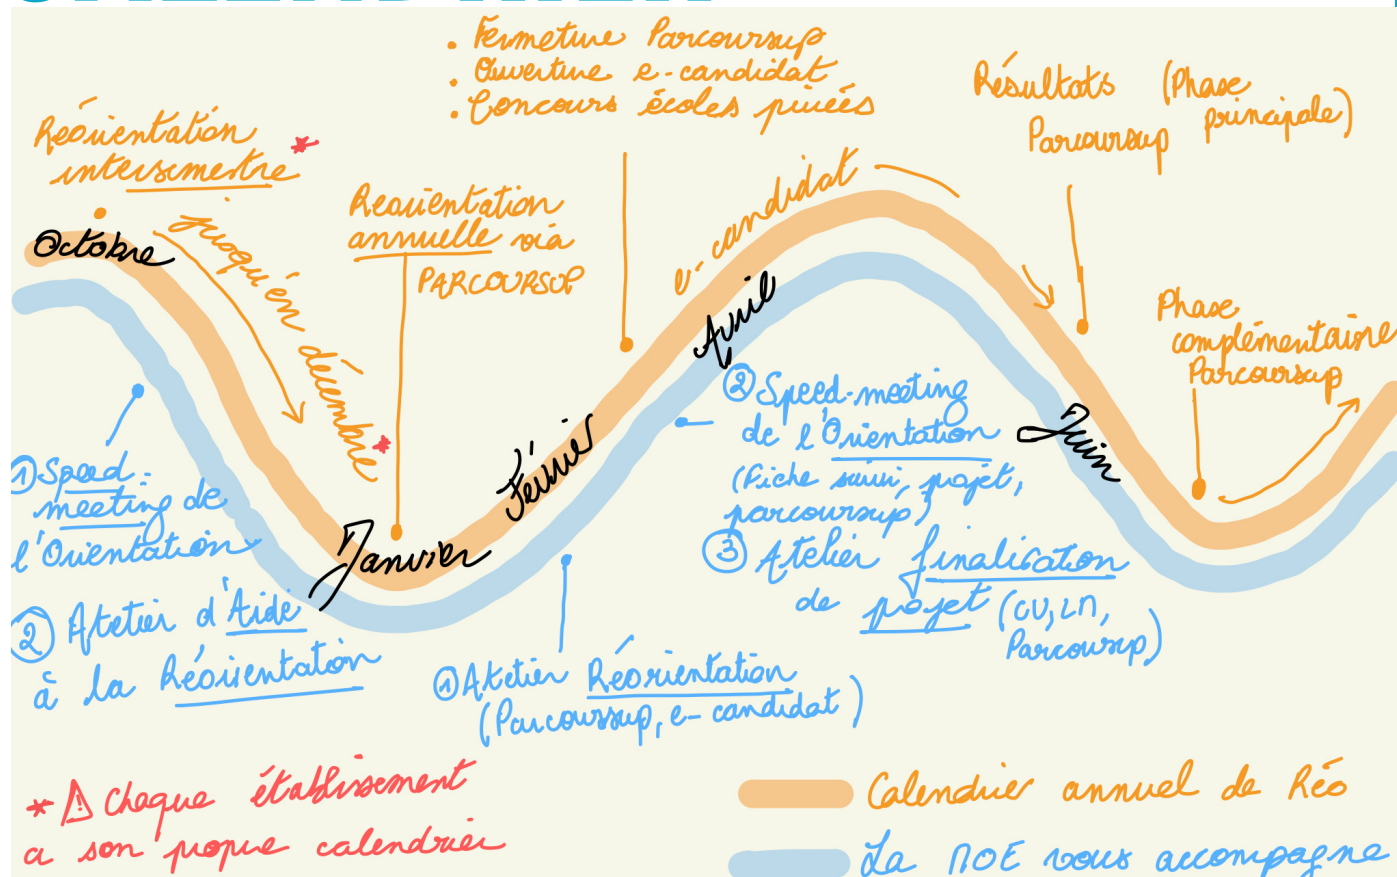 Réorientation
intersemestre *
Octobre
jusqu'en décembre *
Reorientation
annuelle via
PARCOURSUP
Janvier
. Fermeture Parcoursup
. Ouverture e-candidat
. Concours écoles privées
Février
e-candidat
Avril
Résultats (Phase
principale)
Parcoursup
Juin
Phase
complémentaire
Parcoursup
① Speed-
meeting de
l'Orientation
② Atelier d'Aide
à la Réorientation
① Atelier Réorientation
(Parcoursup, e-candidat)
② Speed-meeting
de l'Orientation
(Fiche suivi, projet,
parcoursup)
③ Atelier finalisation
de projet (CV, LM,
Parcoursup)
* ⚠ Chaque établissement
a son propre calendrier
Calendrier annuel de Réo
La MOE vous accompagne